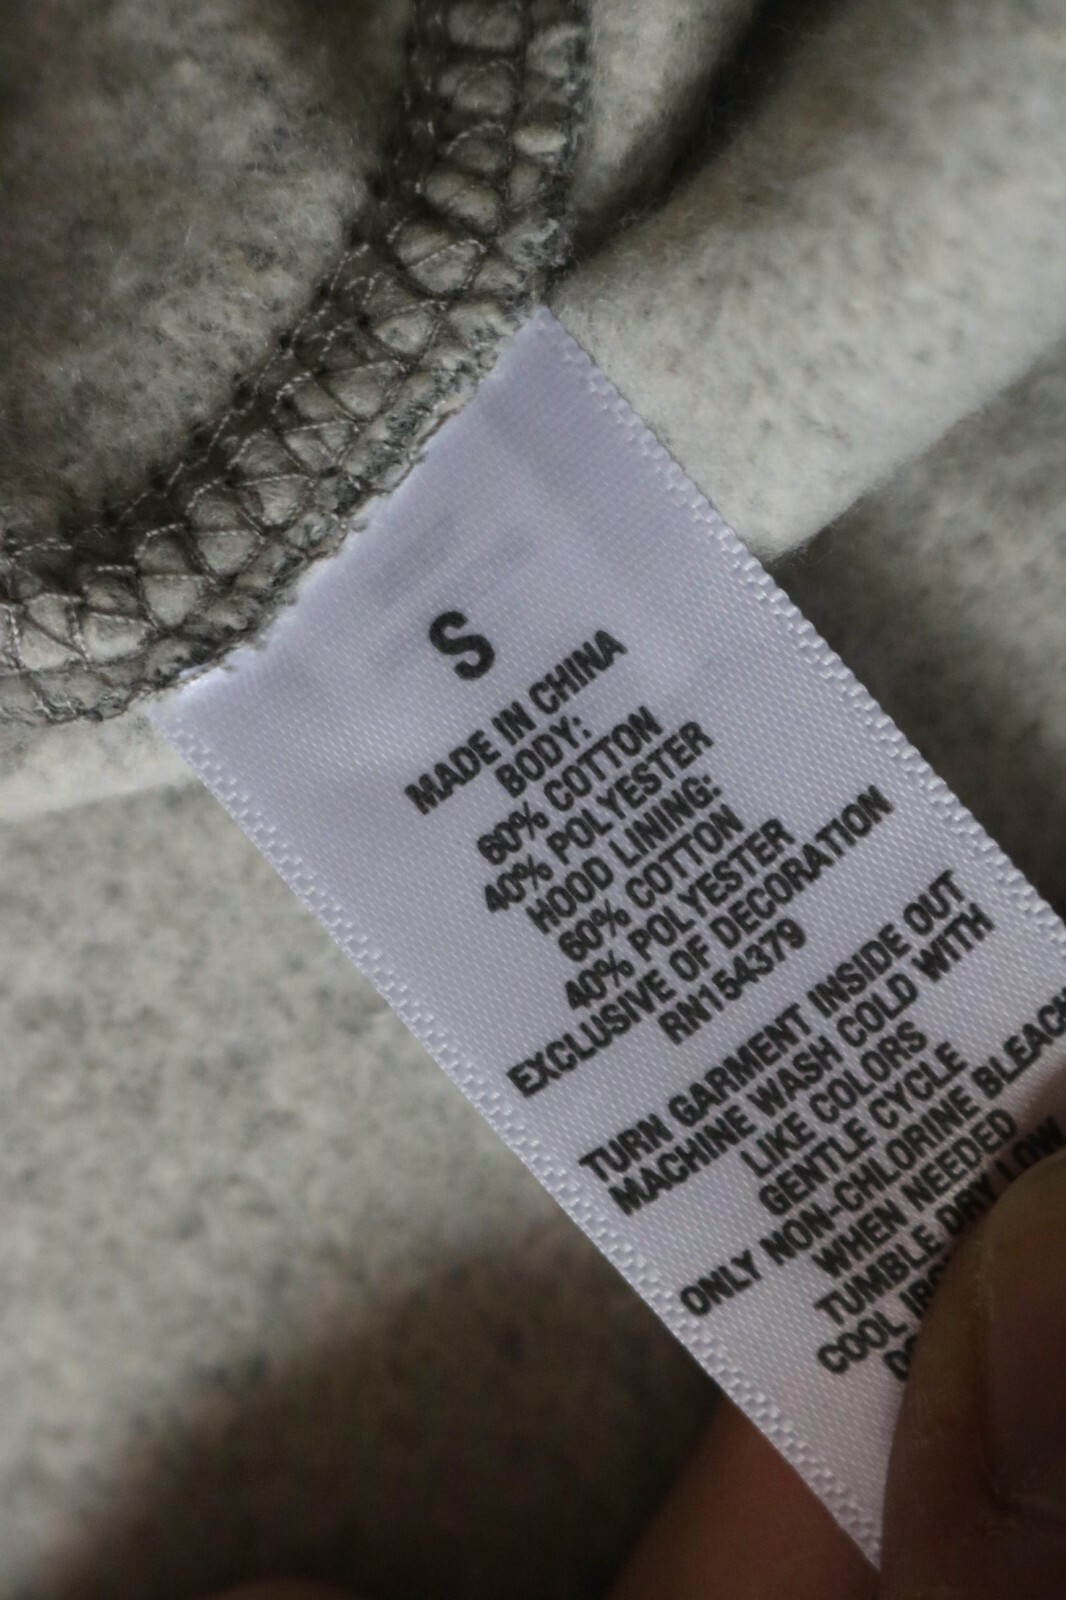 S
MADE IN CHINA
BODY:
60% COTTON
40% POLYESTER
HOOD LINING:
60% COTTON
40% POLYESTER
EXCLUSIVE OF DECORATION
RN154379
TURN GARMENT INSIDE OUT
MACHINE WASH COLD WITH
LIKE COLORS
GENTLE CYCLE
ONLY NON-CHLORINE BLEACH
WHEN NEEDED
TUMBLE DRY LOW
COOL